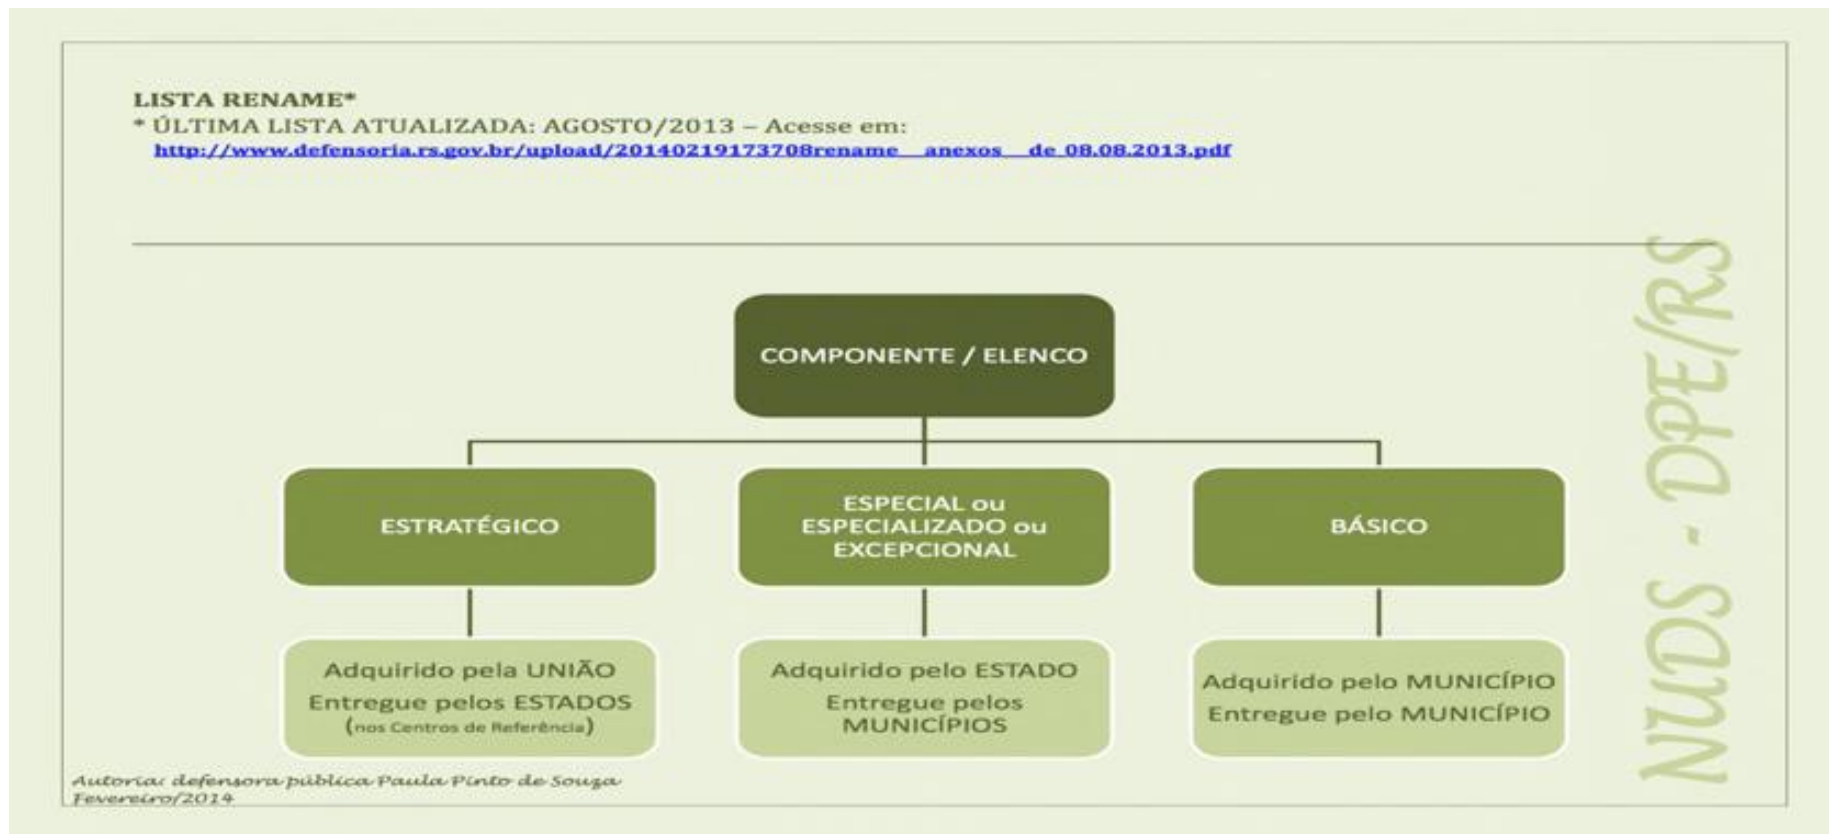 LISTA RENAME*
* ÚLTIMA LISTA ATUALIZADA: AGOSTO/2013 – Acesse em:
http://www.defensoria.rs.gov.br/upload/20140219173708rename__anexos__de_08.08.2013.pdf
COMPONENTE / ELENCO
ESTRATÉGICO
ESPECIAL ou
ESPECIALIZADO ou
EXCEPCIONAL
BÁSICO
Adquirido pela UNIÃO
Entregue pelos ESTADOS
(nos Centros de Referência)
Adquirido pelo ESTADO
Entregue pelos
MUNICÍPIOS
Adquirido pelo MUNICÍPIO
Entregue pelo MUNICÍPIO
NUDS - DPE/RS
Autoria: defensora pública Paula Pinto de Souza
Fevereiro/2014